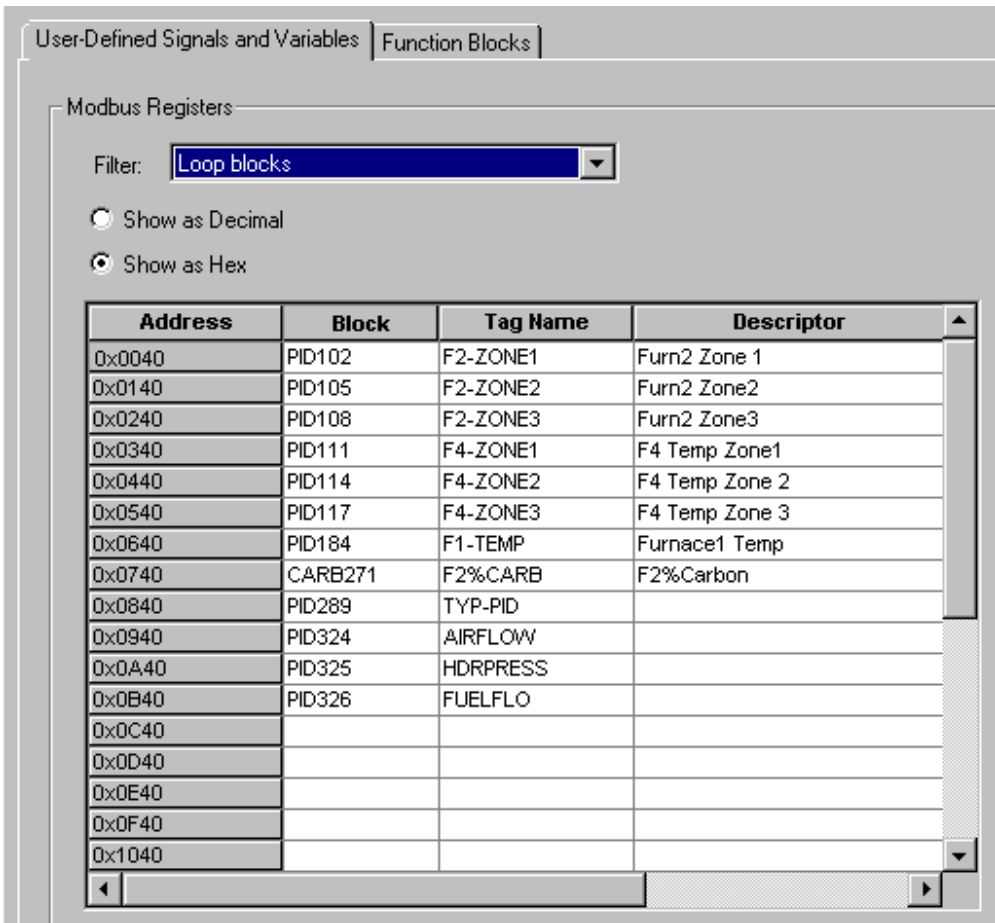 User-Defined Signals and Variables Function Blocks
Modbus Registers
Filter: Loop blocks
Show as Decimal
Show as Hex
Address Block Tag Name Descriptor
0x0040 PID102 F2-ZONE1 Furn2 Zone 1
0x0140 PID105 F2-ZONE2 Furn2 Zone2
0x0240 PID108 F2-ZONE3 Furn2 Zone3
0x0340 PID111 F4-ZONE1 F4 Temp Zone1
0x0440 PID114 F4-ZONE2 F4 Temp Zone 2
0x0540 PID117 F4-ZONE3 F4 Temp Zone 3
0x0640 PID184 F1-TEMP Furnace1 Temp
0x0740 CARB271 F2%CARB F2%Carbon
0x0840 PID289 TYP-PID
0x0940 PID324 AIRFLOW
0x0A40 PID325 HDRPRESS
0x0B40 PID326 FUELFLO
0x0C40
0x0D40
0x0E40
0x0F40
0x1040